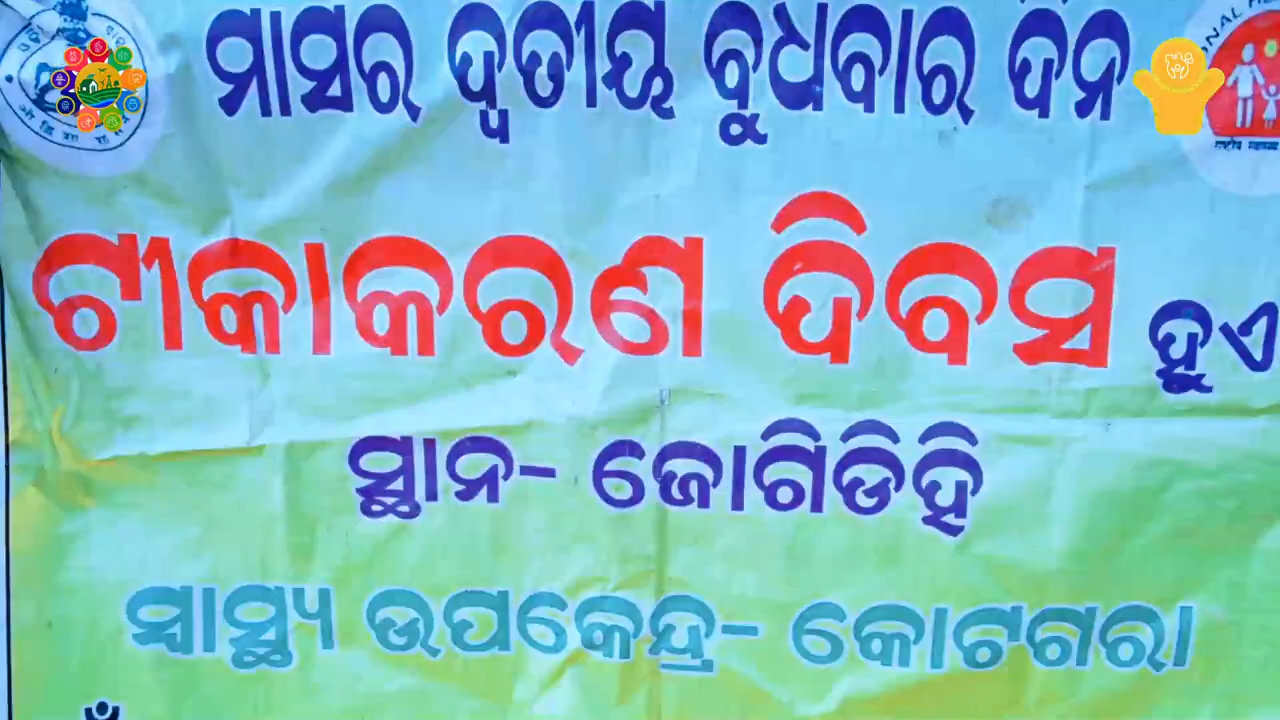 ମାସର ଦ୍ୱିତୀୟ ବୁଧବାର ଦିନ
ଟୀକାକରଣ ଦିବସ ହୁଏ
ସ୍ଥାନ- ଜୋଗିଡିହି
ସ୍ୱାସ୍ଥ୍ୟ ଉପକେନ୍ଦ୍ର- କୋଟଗରା